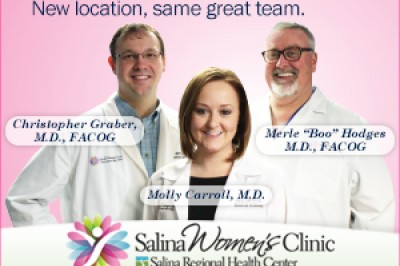 New location, same great team.
Christopher Graber,
M.D., FACOG
Merle “Boo” Hodges
M.D., FACOG
Molly Carroll, M.D.
Salina Women's Clinic
Salina Regional Health Center